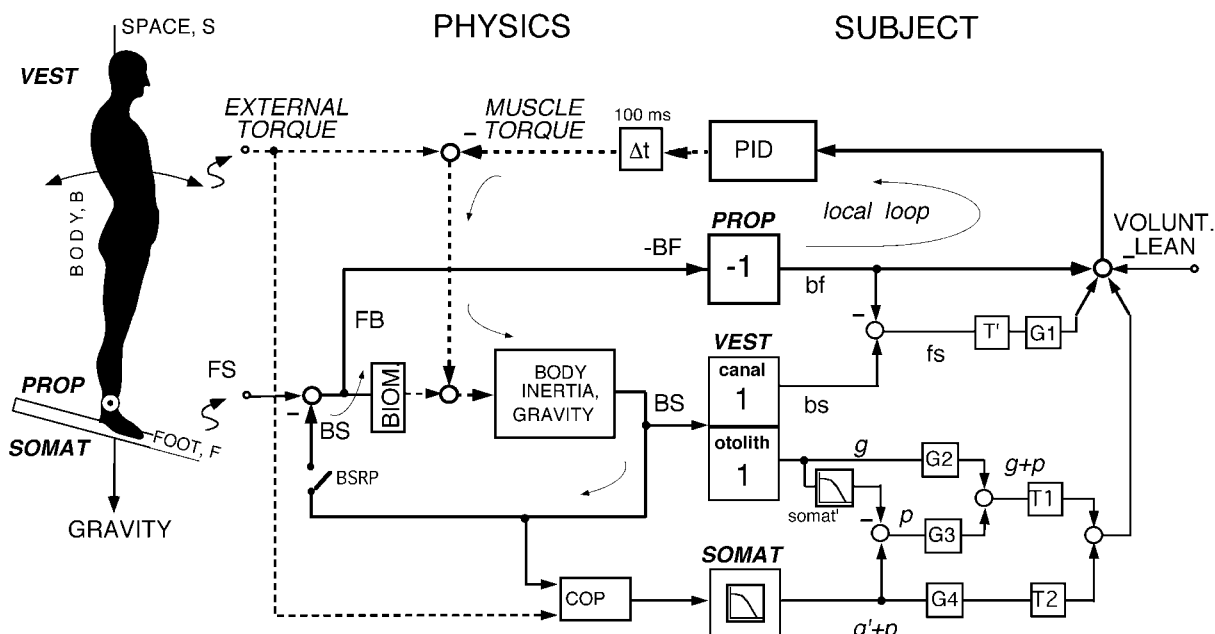 PHYSICS
SUBJECT
SPACE, S
VEST
EXTERNAL
TORQUE
– MUSCLE
TORQUE
100 ms
Δt
PID
BODY, B
local loop
VOLUNT.
– LEAN
PROP
-BF
-1
bf
FB
–
fs
T'
G1
VEST
canal
1
bs
FS
–
BS
BIOM.
BODY
INERTIA,
GRAVITY
BS
otolith
1
PROP
SOMAT
FOOT, F
BSRP
GRAVITY
g
G2
g+p
somat'
–
p
G3
T1
SOMAT
COP
G4
T2
g'+p